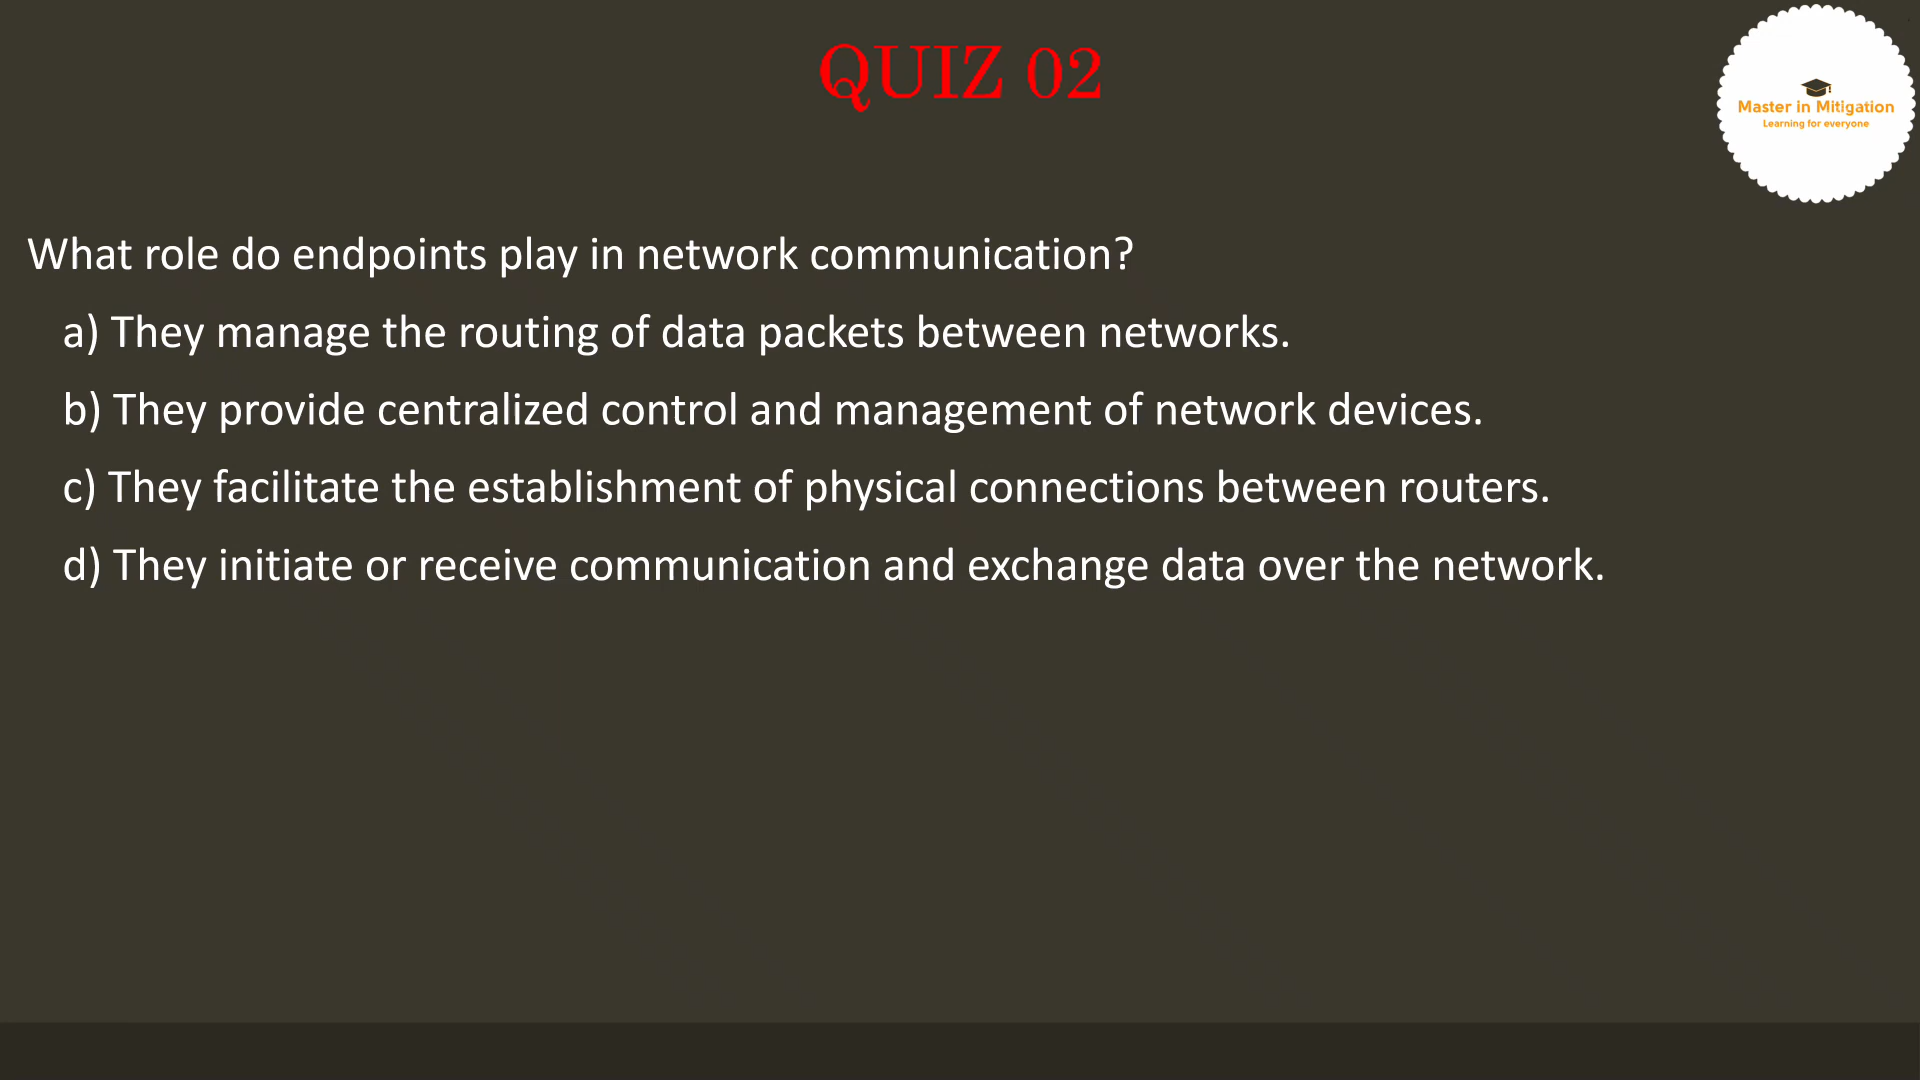 QUIZ 02
Master in Mitigation
Learning for everyone
What role do endpoints play in network communication?
a) They manage the routing of data packets between networks.
b) They provide centralized control and management of network devices.
c) They facilitate the establishment of physical connections between routers.
d) They initiate or receive communication and exchange data over the network.